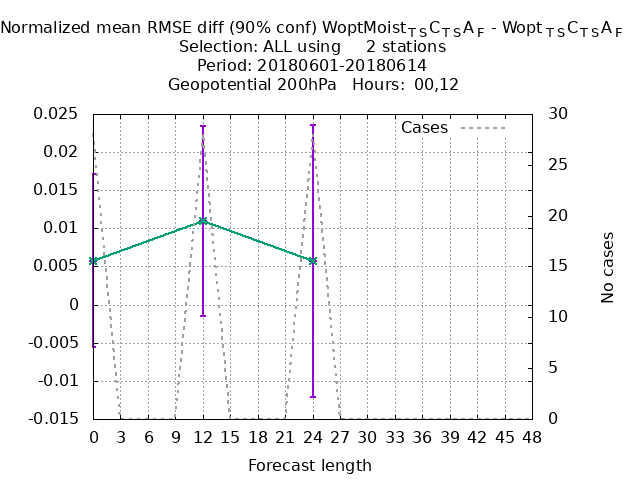 Normalized mean RMSE diff (90% conf) WoptMoist_TSC_TSA_F - Wopt_TSC_TSA_F
Selection: ALL using     2 stations
Period: 20180601-20180614
Geopotential 200hPa   Hours: 00,12
Cases
0.025
0.02
0.015
0.01
0.005
0
-0.005
-0.01
-0.015
30
25
20
15
10
5
0
No cases
0 3 6 9 12 15 18 21 24 27 30 33 36 39 42 45 48
Forecast length